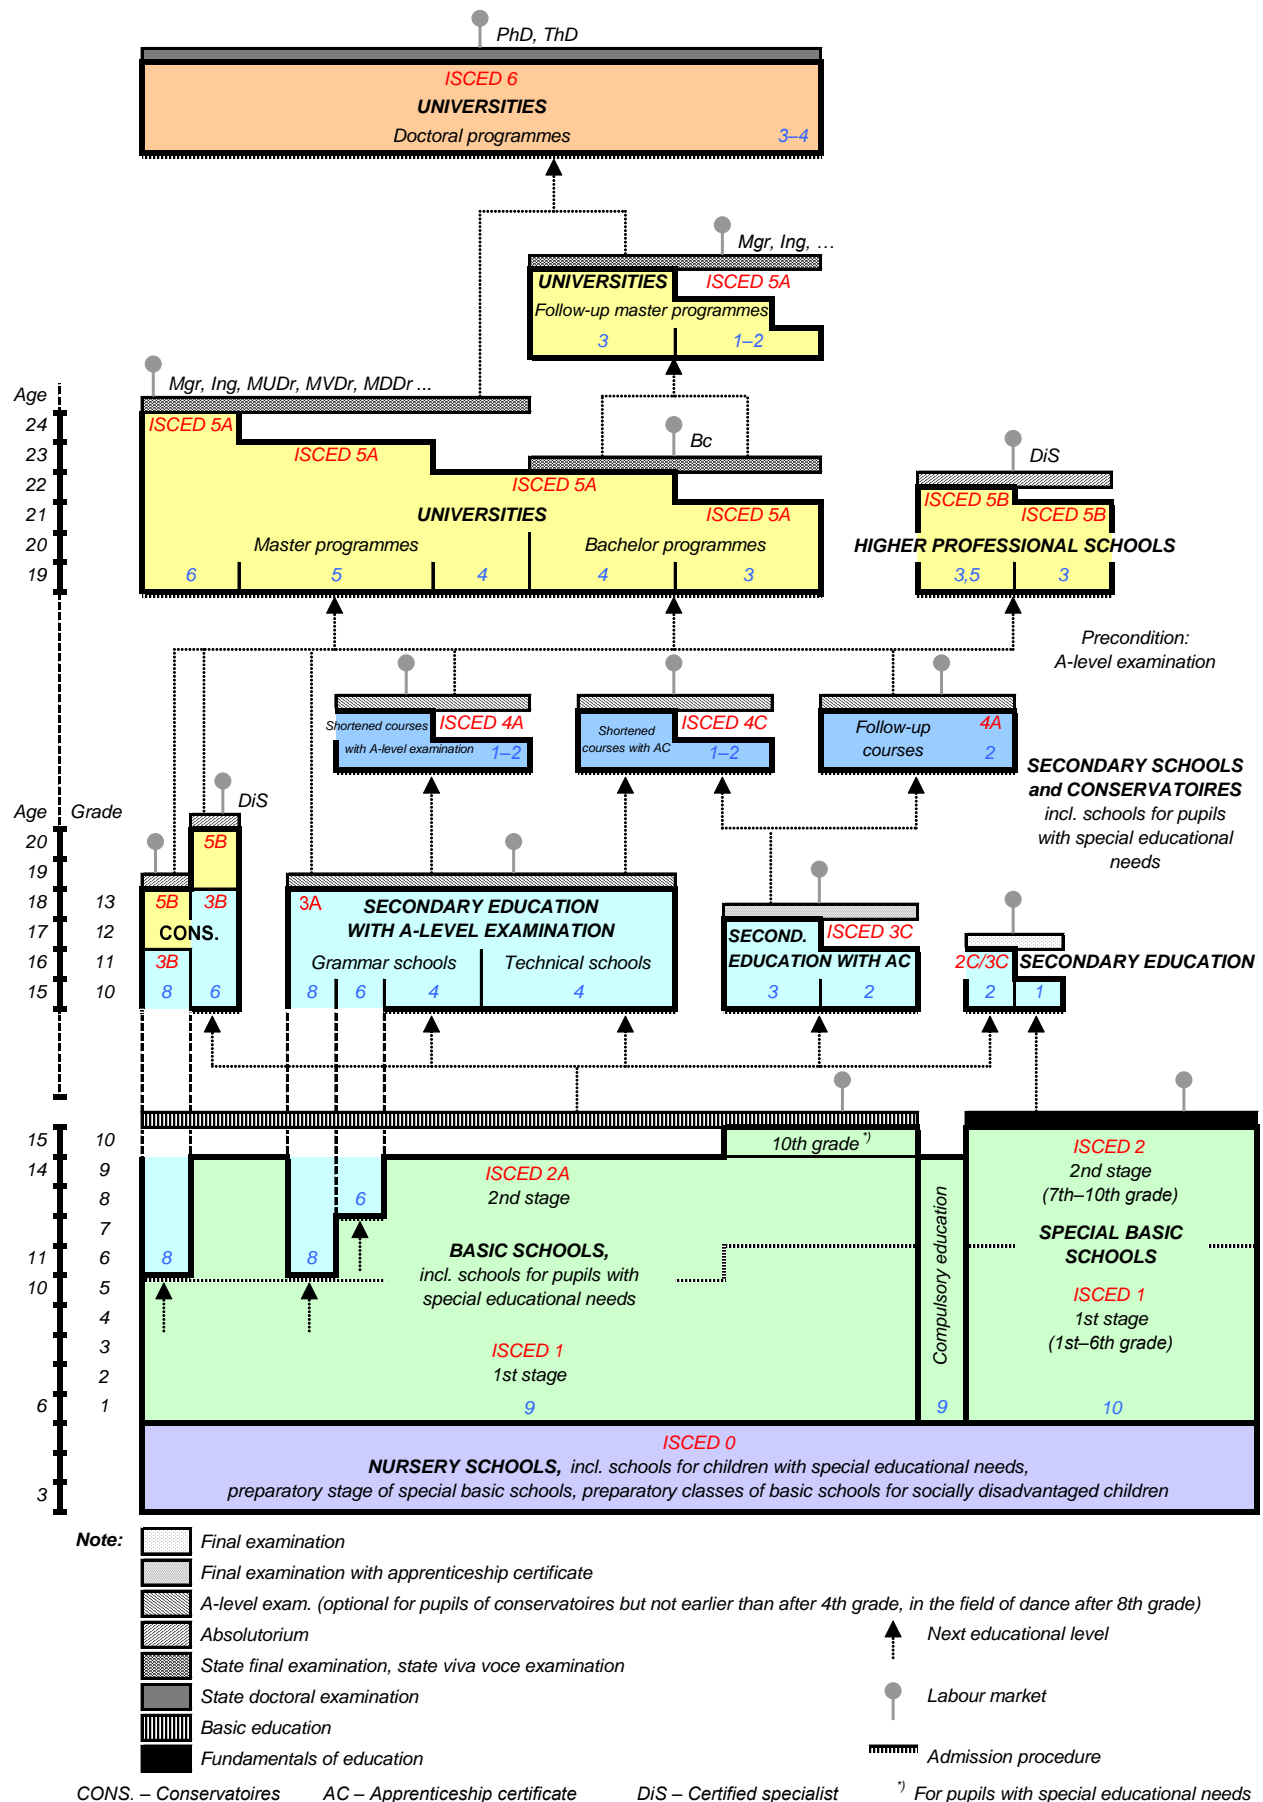 PhD, ThD
ISCED 6
UNIVERSITIES
Doctoral programmes 3–4
Mgr, Ing, …
UNIVERSITIES ISCED 5A
Follow-up master programmes
3 1–2
Mgr, Ing, MUDr, MVDr, MDDr ...
Age
24 ISCED 5A
Bc
23 ISCED 5A
DiS
22 ISCED 5A
ISCED 5B
21 UNIVERSITIES ISCED 5A ISCED 5B
20 Master programmes Bachelor programmes HIGHER PROFESSIONAL SCHOOLS
19 6 5 4 4 3 3,5 3
Precondition:
A-level examination
Shortened courses ISCED 4A
with A-level examination 1–2
Shortened ISCED 4C
courses with AC 1–2
Follow-up 4A
courses 2
SECONDARY SCHOOLS
and CONSERVATOIRES
incl. schools for pupils
with special educational
needs
DiS
Age Grade
20 5B
19
18 13 5B 3B 3A SECONDARY EDUCATION
17 12 CONS. WITH A-LEVEL EXAMINATION SECOND. ISCED 3C
16 11 3B Grammar schools Technical schools EDUCATION WITH AC 2C/3C SECONDARY EDUCATION
15 10 8 6 8 6 4 4 3 2 2 1
15 10 10th grade *) ISCED 2
14 9 ISCED 2A 2nd stage
8 6 2nd stage (7th–10th grade)
7 SPECIAL BASIC
11 6 8 8 BASIC SCHOOLS, SCHOOLS
10 5 incl. schools for pupils with
special educational needs ISCED 1
4 1st stage
3 ISCED 1 (1st–6th grade)
2 1st stage
Compulsory education
6 1 9 9 10
ISCED 0
NURSERY SCHOOLS, incl. schools for children with special educational needs,
3 preparatory stage of special basic schools, preparatory classes of basic schools for socially disadvantaged children
Note: Final examination
Final examination with apprenticeship certificate
A-level exam. (optional for pupils of conservatoires but not earlier than after 4th grade, in the field of dance after 8th grade)
Absolutorium Next educational level
State final examination, state viva voce examination
State doctoral examination Labour market
Basic education
Fundamentals of education Admission procedure
CONS. – Conservatoires AC – Apprenticeship certificate DiS – Certified specialist *) For pupils with special educational needs